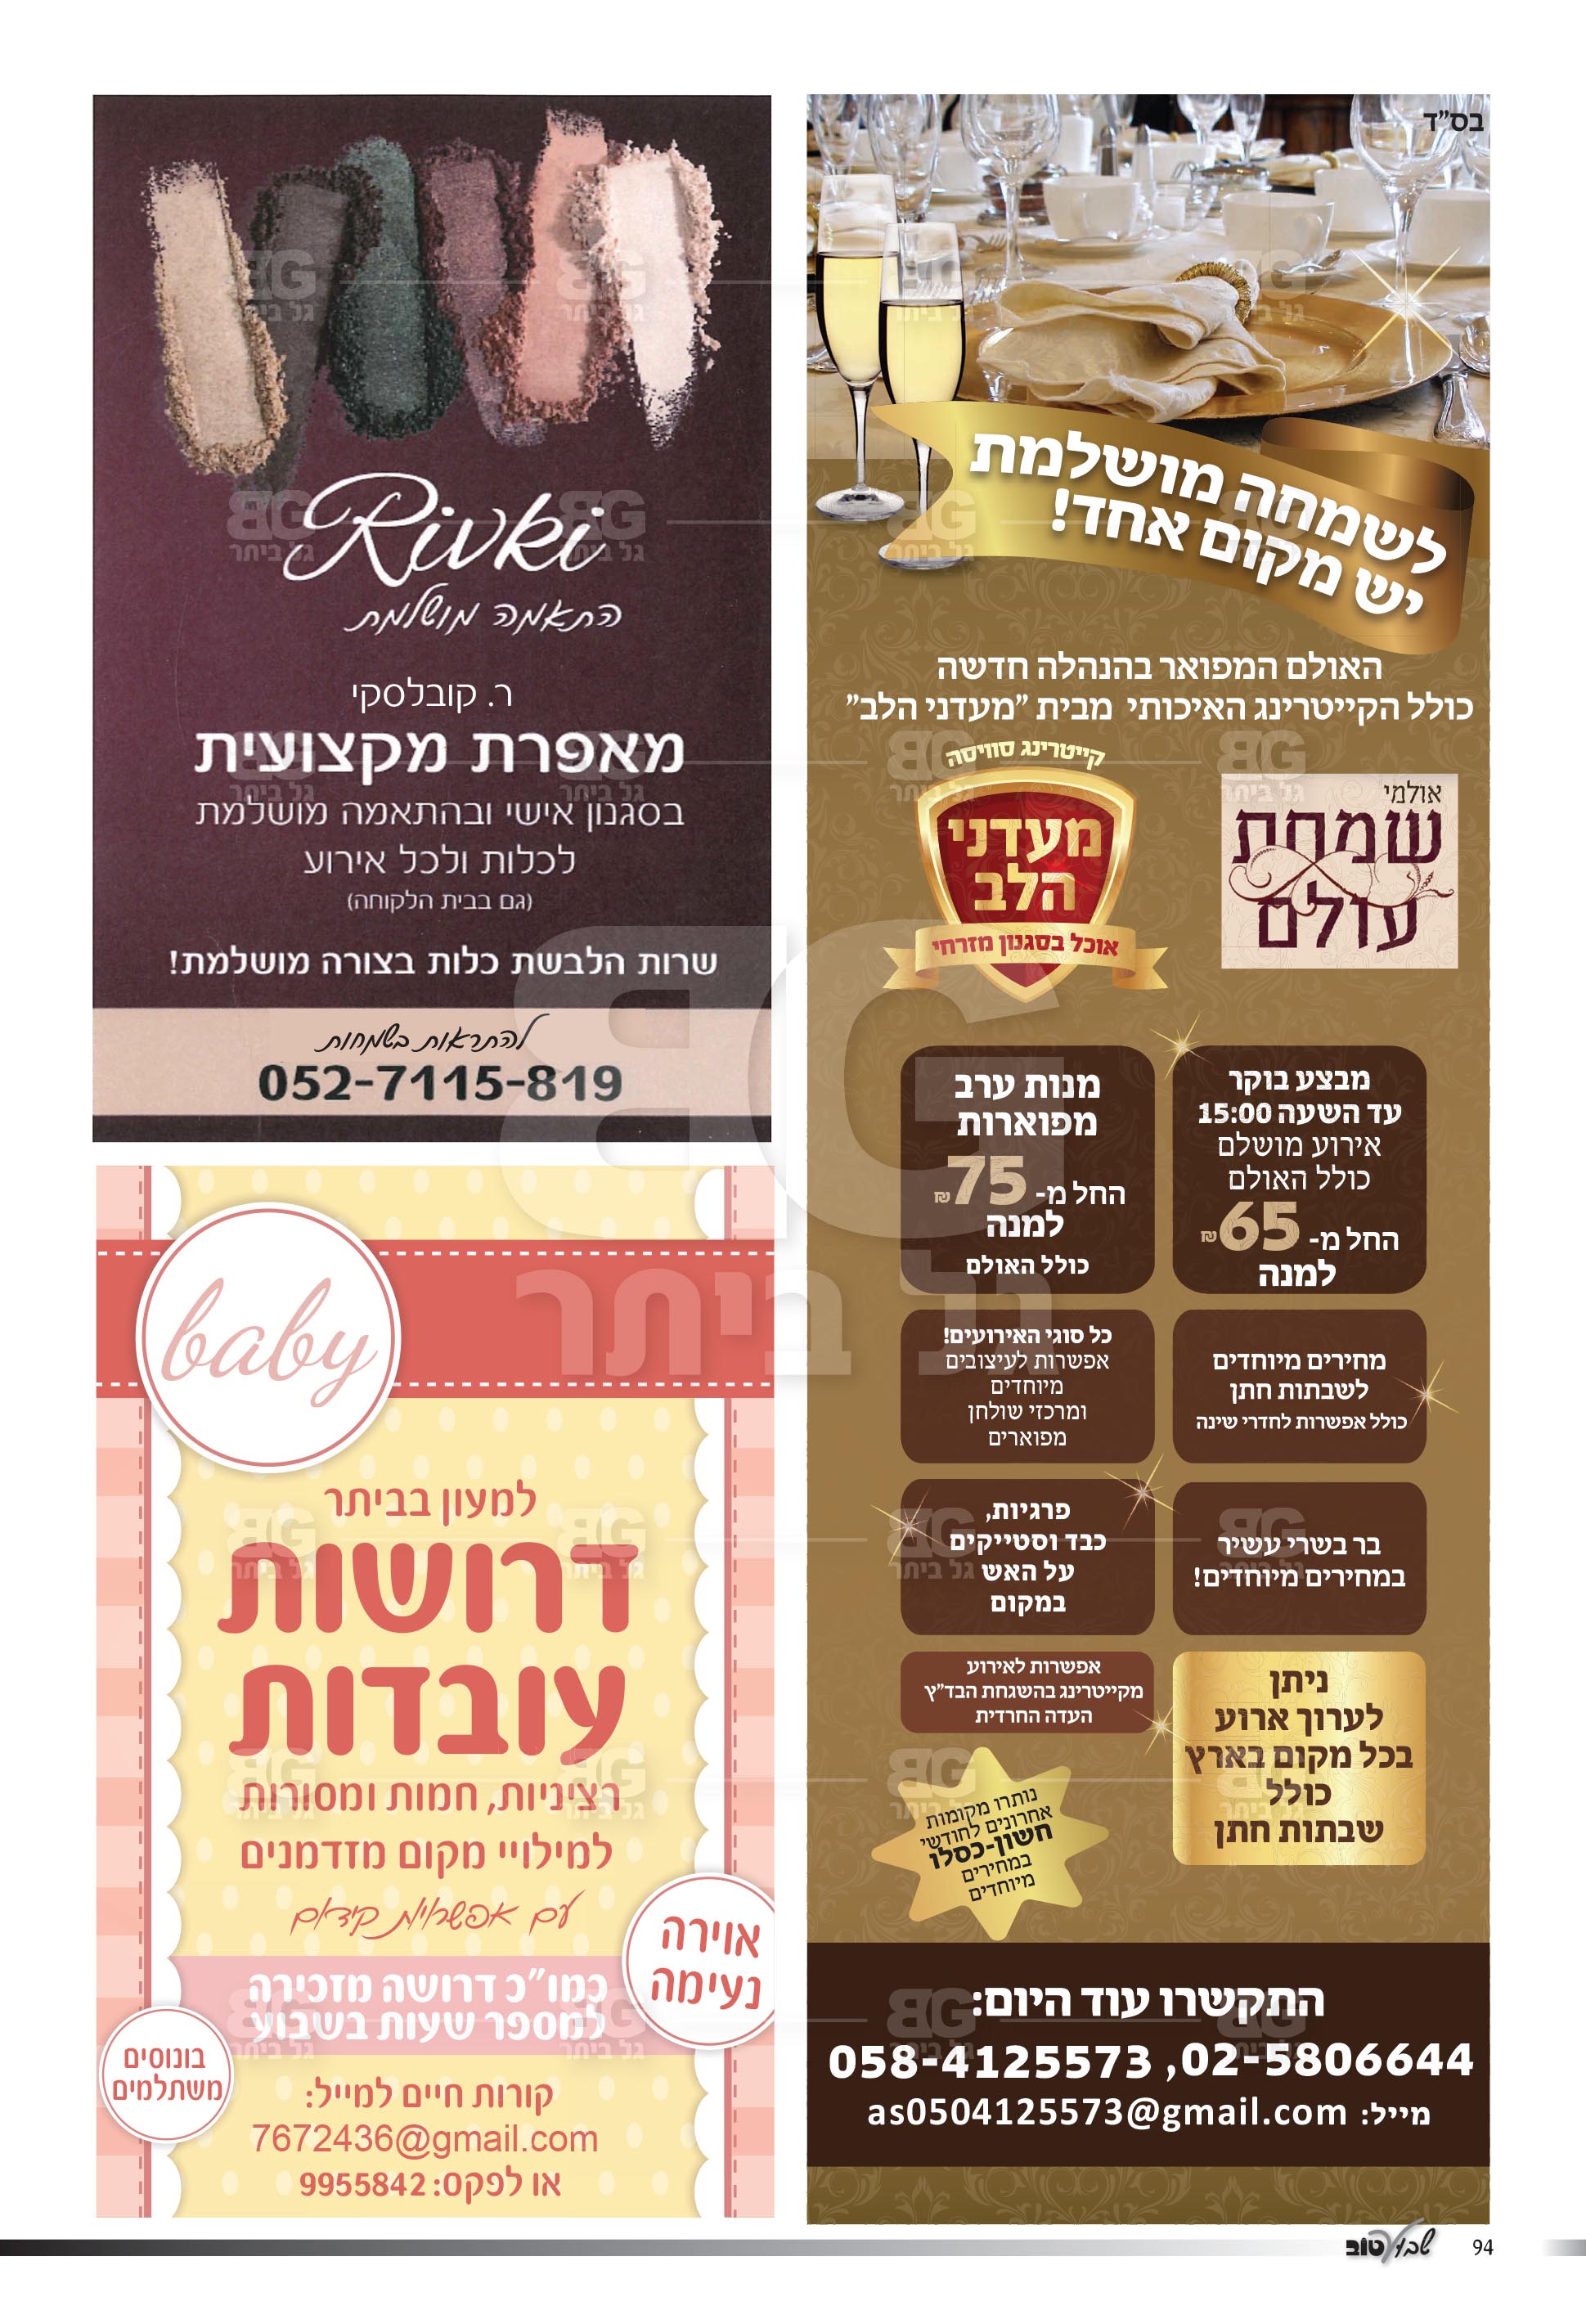 בס"ד
לשמחה מושלמת
יש מקום אחד!
האולם המפואר בהנהלה חדשה
כולל הקייטרינג האיכותי מבית "מעדני הלב"
אולמי
שמחת
עולם
קייטרינג סוויסה
מעדני
הלב
אוכל בסגנון מזרחי
מבצע בוקר
עד השעה 15:00
אירוע מושלם
כולל האולם
החל מ- 65 ₪
למנה
מנות ערב
מפוארות
החל מ- 75 ₪
למנה
כולל האולם
מחירים מיוחדים
לשבתות חתן
כולל אפשרות לחדרי שינה
כל סוגי האירועים!
אפשרות לעיצובים
מיוחדים
ומרכזי שולחן
מפוארים
בר בשרי עשיר
במחירים מיוחדים!
פרגיות,
כבד וסטייקים
על האש
במקום
ניתן
לערוך ארוע
בכל מקום בארץ
כולל
שבתות חתן
אפשרות לאירוע
מקייטרינג בהשגחת הבד"ץ
העדה החרדית
נותרו מקומות
אחרונים לחודשי
חשון-כסלו
במחירים
מיוחדים
התקשרו עוד היום:
02-5806644, 058-4125573
מייל: as0504125573@gmail.com
Rivki
התאמה מושלמת
ר. קובלסקי
מאפרת מקצועית
בסגנון אישי ובהתאמה מושלמת
לכלות ולכל אירוע
(גם בבית הלקוחה)
שרות הלבשת כלות בצורה מושלמת!
להתראות בשמחות
052-7115-819
baby
למעון בביתר
דרושות
עובדות
רציניות, חמות ומסורות
למילויי מקום מזדמנים
עם אפשרויות קידום
כמו"כ דרושה מזכירה
למספר שעות בשבוע
אוירה
נעימה
בונוסים
משתלמים
קורות חיים למייל:
7672436@gmail.com
או לפקס: 9955842
BG
גל ביתר
שבוע טוב
94